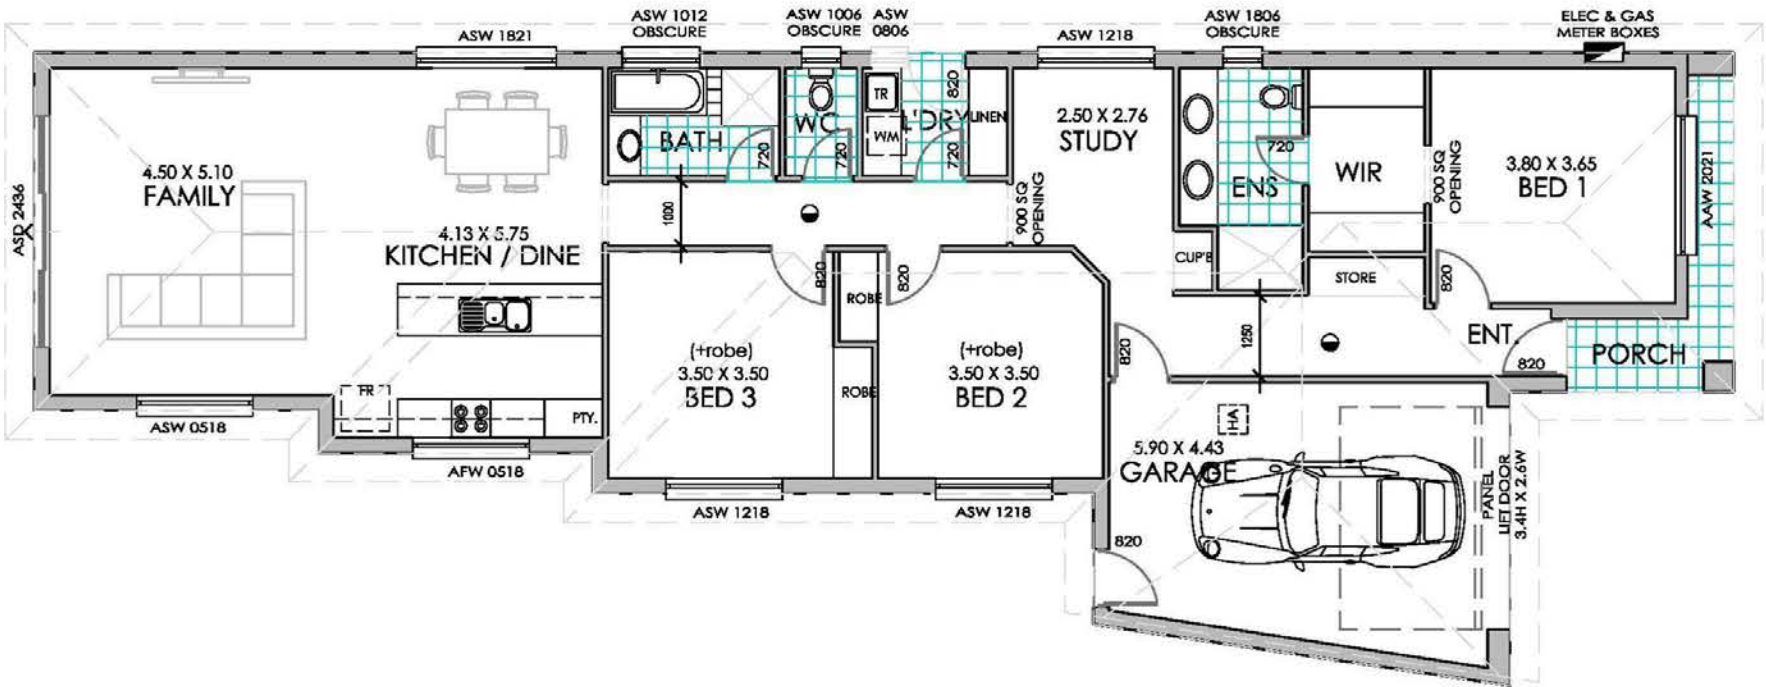 ASW 1821
ASW 1012
OBSCURE
ASW 1006
OBSCURE
ASW
0806
ASW 1218
ASW 1806
OBSCURE
ELEC & GAS
METER BOXES
ASD 2436
4.50 X 5.10
FAMILY
4.13 X 5.75
KITCHEN / DINE
BATH
720
WC
720
TR
WM
L'DRY
820
720
LINEN
1000
900 SQ
OPENING
2.50 X 2.76
STUDY
ENS
720
CUP'B
WIR
STORE
900 SQ
OPENING
3.80 X 3.65
BED 1
AAW 2021
820
ENT.
820
PORCH
1250
820
820
ROBE
820
(+robe)
3.50 X 3.50
BED 3
ROBE
(+robe)
3.50 X 3.50
BED 2
FR
PTY.
ASW 0518
AFW 0518
ASW 1218
ASW 1218
HA
5.90 X 4.43
GARAGE
820
PANEL
LIFT DOOR
3.4H X 2.6W